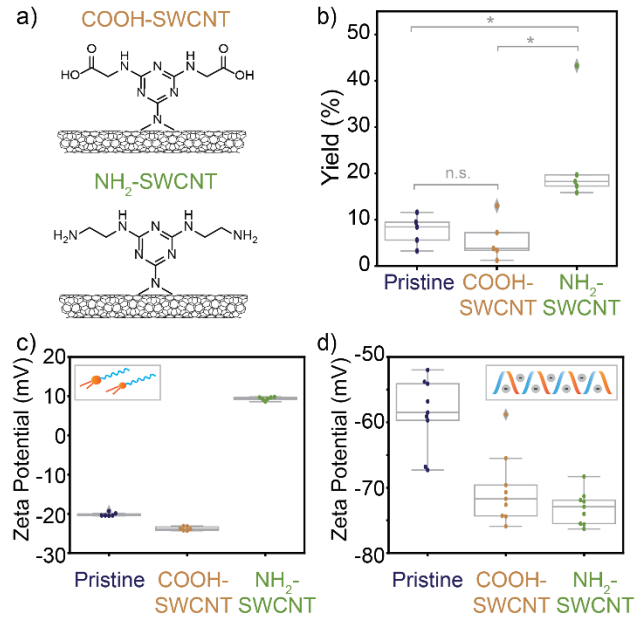 a)
COOH-SWCNT
O
HO
H
N
N
N
N
H
N
O
OH
N
NH2-SWCNT
H2N
H
N
N
N
N
H
N
NH2
N
b)
Yield (%)
50
40
30
20
10
0
*
*
n.s.
Pristine
COOH-
SWCNT
NH2-
SWCNT
c)
Zeta Potential (mV)
20
10
0
-10
-20
-30
Pristine
COOH-
SWCNT
NH2-
SWCNT
d)
Zeta Potential (mV)
-50
-60
-70
-80
Pristine
COOH-
SWCNT
NH2-
SWCNT